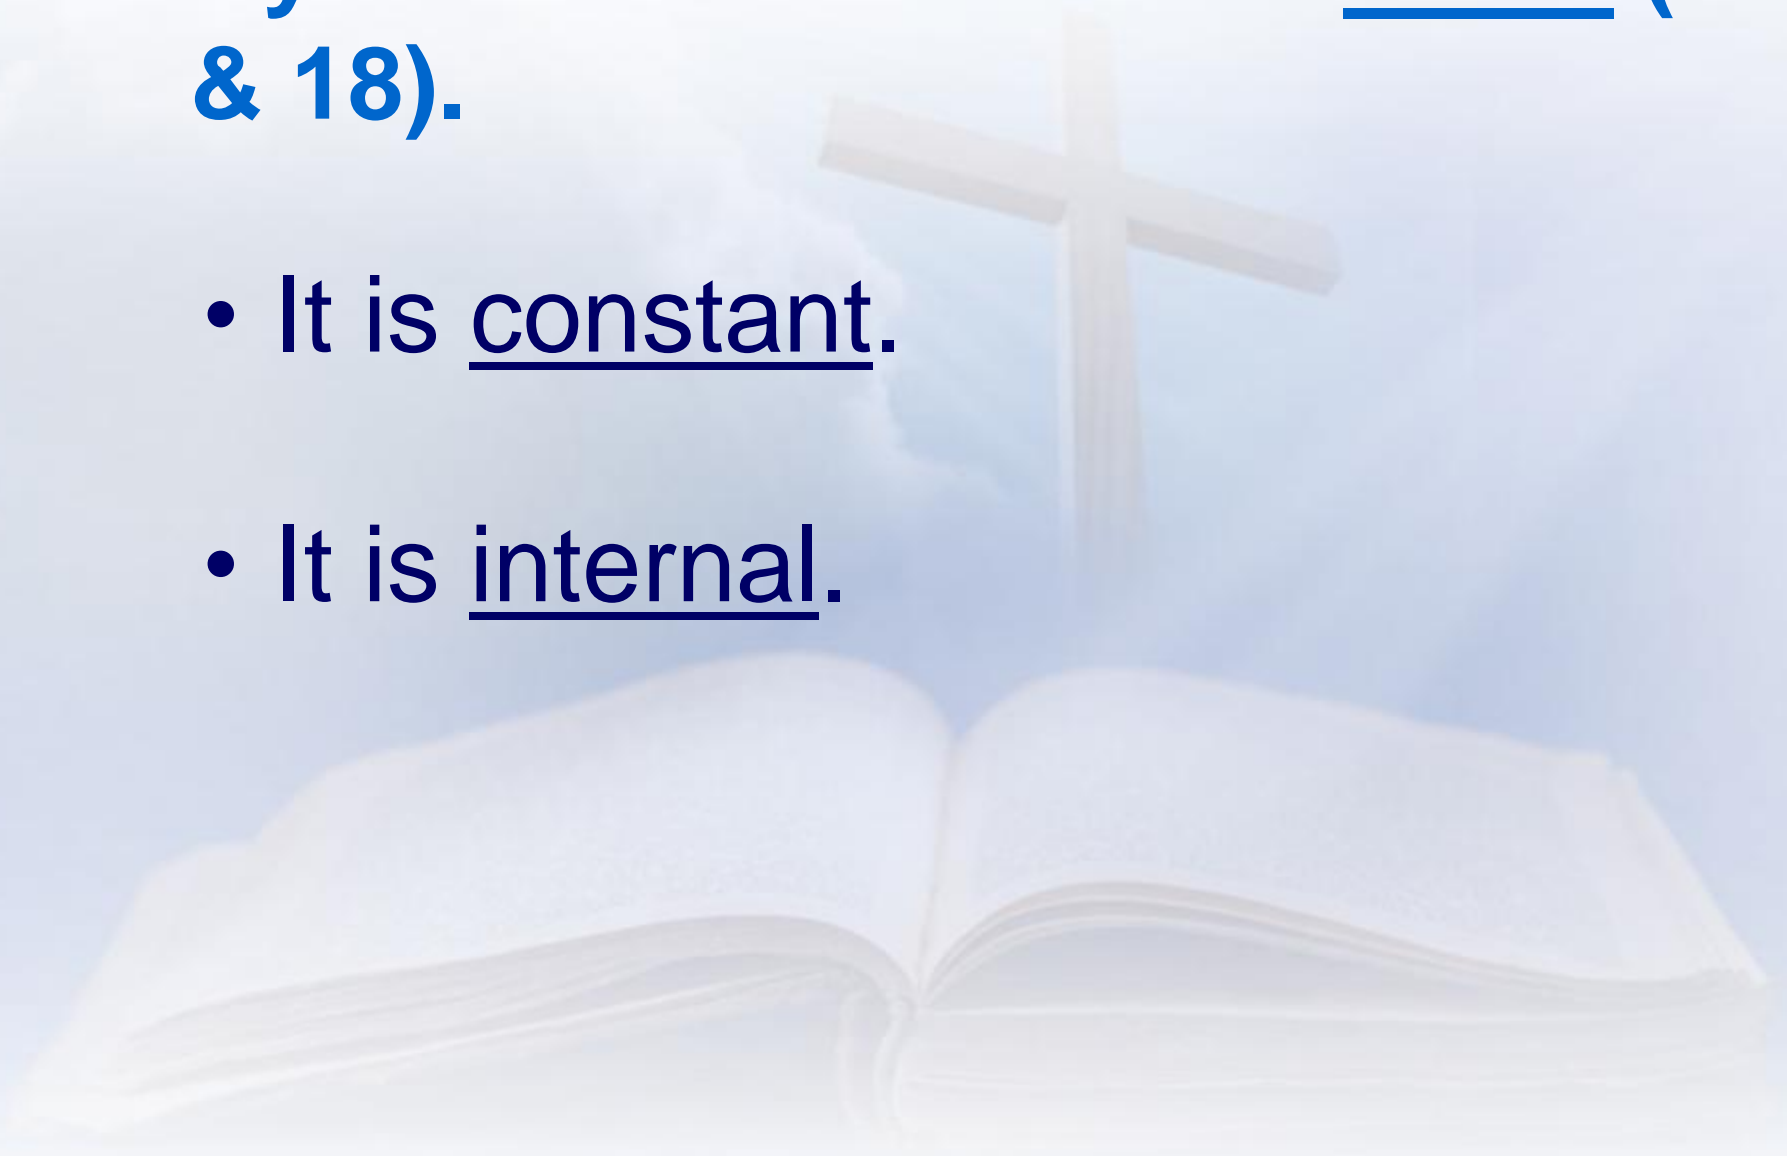 & 18).
• It is constant.
• It is internal.